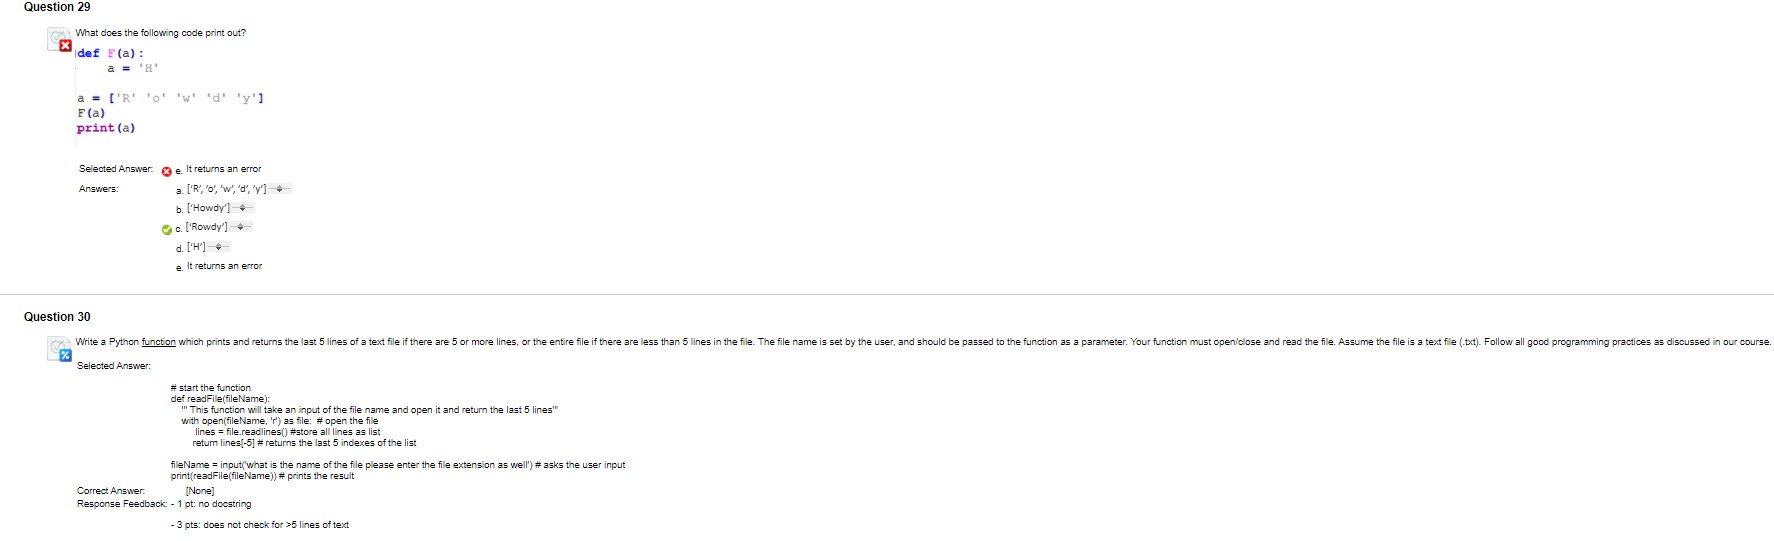 Question 29
What does the following code print out?
def F(a):
a = 'H'
a = ['R' 'o' 'w' 'd' 'y']
F(a)
print(a)
Selected Answer: e. It returns an error
Answers: a. ['R', 'o', 'w', 'd', 'y']
b. ['Howdy']
c. ['Rowdy']
d. ['H']
e. It returns an error
Question 30
Write a Python function which prints and returns the last 5 lines of a text file if there are 5 or more lines, or the entire file if there are less than 5 lines in the file. The file name is set by the user, and should be passed to the function as a parameter. Your function must open/close and read the file. Assume the file is a text file (.txt). Follow all good programming practices as discussed in our course.
Selected Answer:
# start the function
def readFile(fileName):
''' This function will take an input of the file name and open it and return the last 5 lines'''
with open(fileName, 'r') as file: # open the file
lines = file.readlines() #store all lines as list
return lines[-5] # returns the last 5 indexes of the list
fileName = input('what is the name of the file please enter the file extension as well') # asks the user input
print(readFile(fileName)) # prints the result
Correct Answer: [None]
Response Feedback: - 1 pt: no docstring
- 3 pts: does not check for >5 lines of text